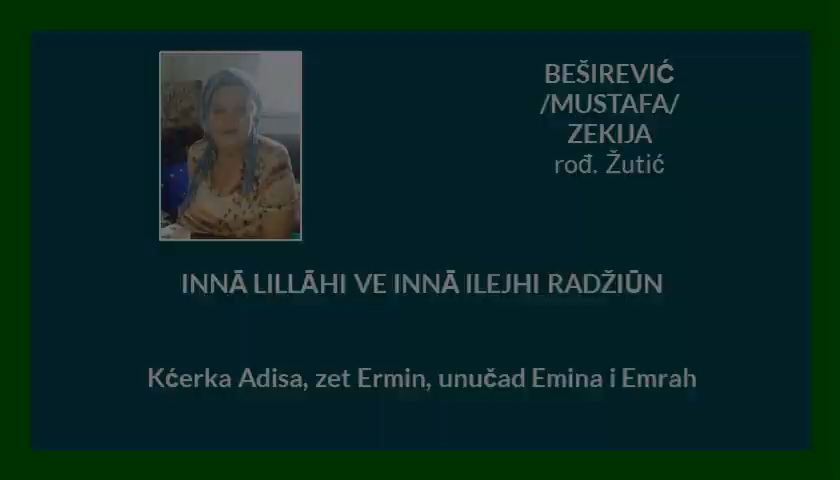 BEŠIREVIĆ
/MUSTAFA/
ZEKIJA
rođ. Žutić
INNĀ LILLĀHI VE INNĀ ILEJHI RADŽIŪN
Kćerka Adisa, zet Ermin, unučad Emina i Emrah